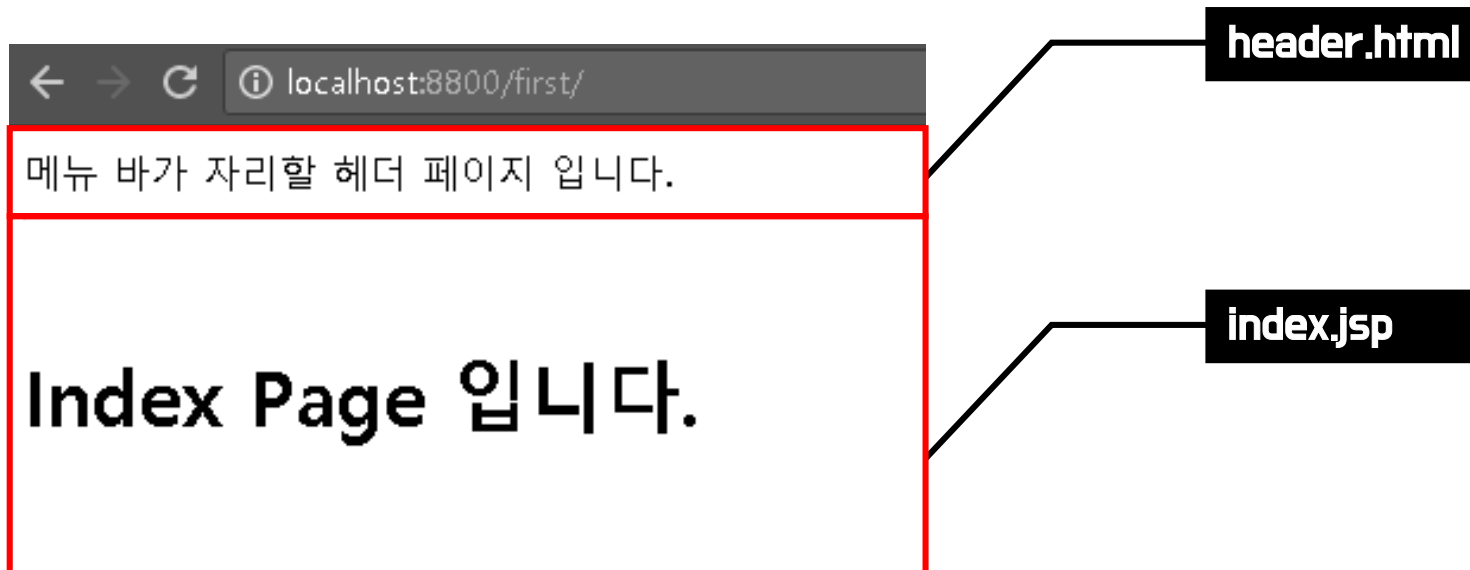 header.html
localhost:8800/first/
메뉴 바가 자리할 헤더 페이지 입니다.
index.jsp
Index Page 입니다.